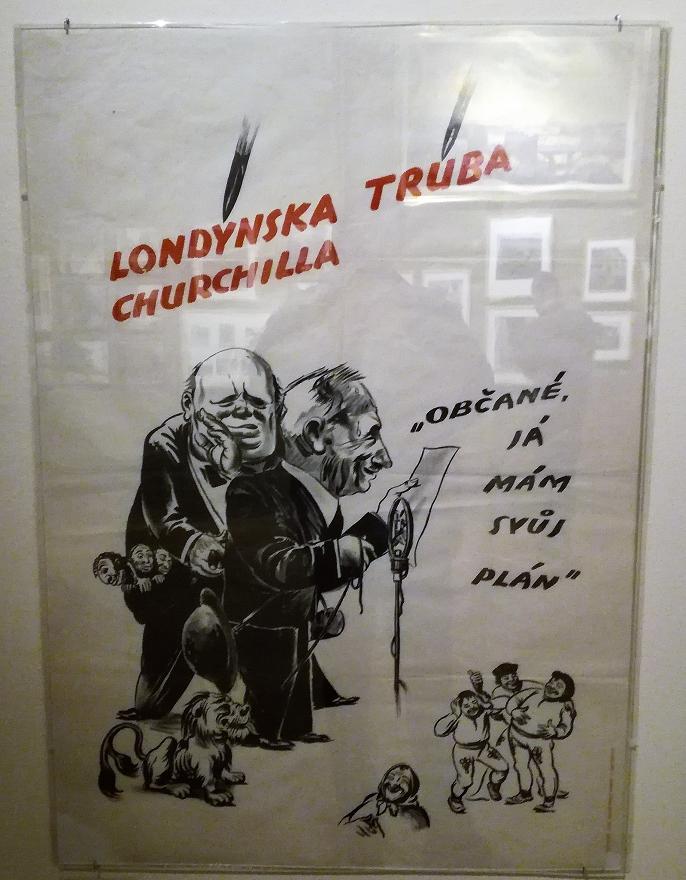 LONDYNSKA TRUBA
CHURCHILLA
„OBČANÉ,
JÁ
MÁM
SVŮJ
PLÁN"